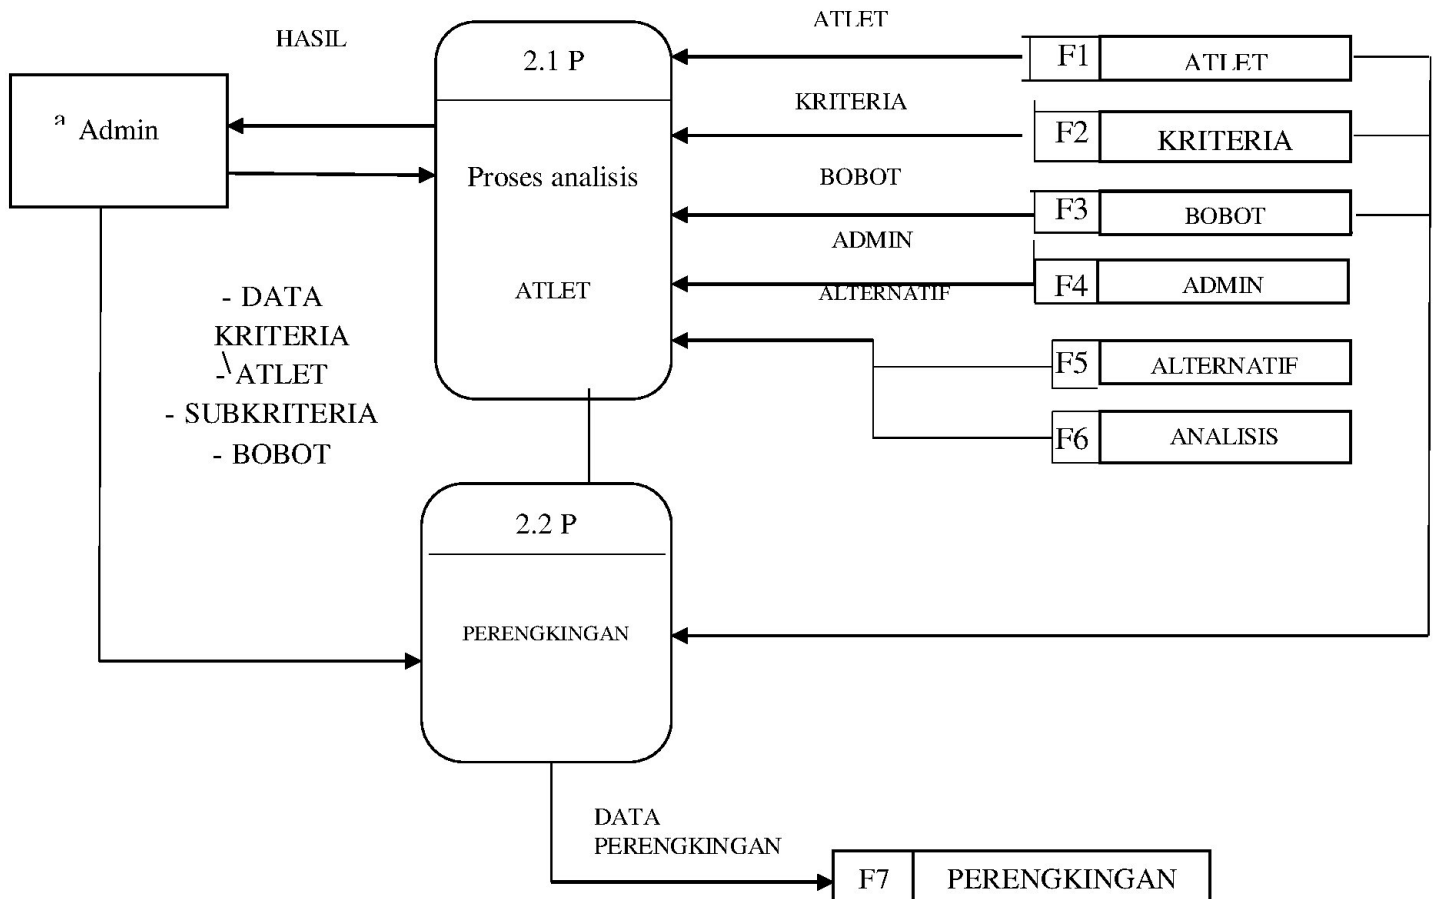 HASIL
a Admin
2.1 P
Proses analisis
ATLET
ATLET
F1 ATLET
KRITERIA
F2 KRITERIA
BOBOT
F3 BOBOT
ADMIN
F4 ADMIN
ALTERNATIF
F5 ALTERNATIF
F6 ANALISIS
- DATA
KRITERIA
\
- ATLET
- SUBKRITERIA
- BOBOT
2.2 P
PERENGKINGAN
DATA
PERENGKINGAN
F7 PERENGKINGAN